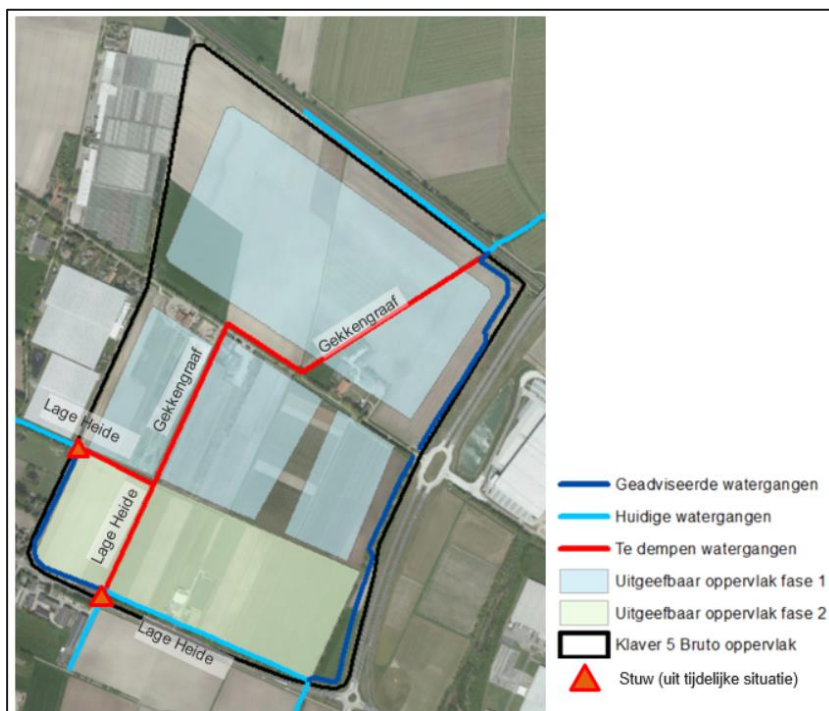 Gekkengraaf
Gekkengraaf
Lage Heide
Lage Heide
Lage Heide
Geadviseerde watergangen
Huidige watergangen
Te dempen watergangen
Uitgeefbaar oppervlak fase 1
Uitgeefbaar oppervlak fase 2
Klaver 5 Bruto oppervlak
Stuw (uit tijdelijke situatie)